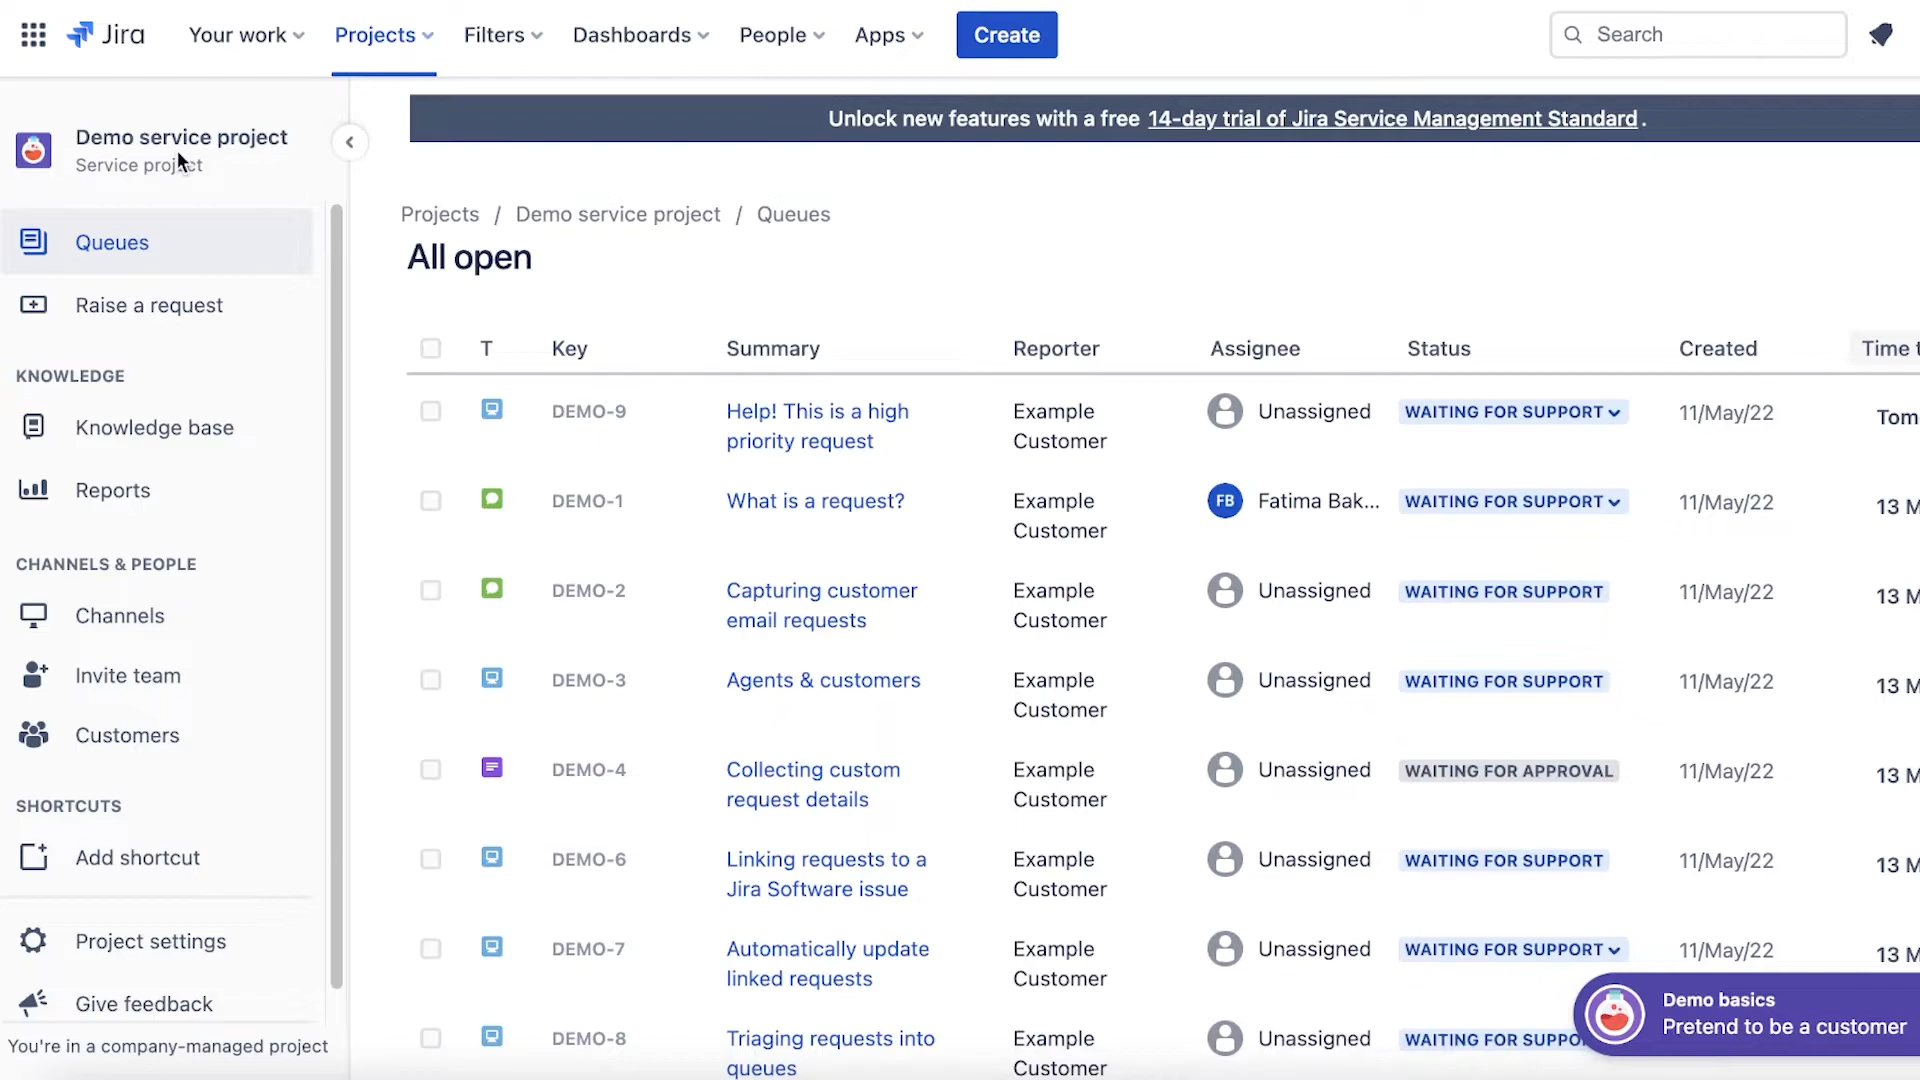 Jira Your work Projects Filters Dashboards People Apps Create Search
Unlock new features with a free 14-day trial of Jira Service Management Standard.
Demo service project
Service project
Queues
Raise a request
KNOWLEDGE
Knowledge base
Reports
CHANNELS & PEOPLE
Channels
Invite team
Customers
SHORTCUTS
Add shortcut
Project settings
Give feedback
You're in a company-managed project
Projects / Demo service project / Queues
All open
T Key Summary Reporter Assignee Status Created Time
DEMO-9 Help! This is a high Example Unassigned WAITING FOR SUPPORT 11/May/22 Tom
priority request Customer
DEMO-1 What is a request? Example FB Fatima Bak... WAITING FOR SUPPORT 11/May/22 13 M
Customer
DEMO-2 Capturing customer Example Unassigned WAITING FOR SUPPORT 11/May/22 13 M
email requests Customer
DEMO-3 Agents & customers Example Unassigned WAITING FOR SUPPORT 11/May/22 13 M
Customer
DEMO-4 Collecting custom Example Unassigned WAITING FOR APPROVAL 11/May/22 13 M
request details Customer
DEMO-6 Linking requests to a Example Unassigned WAITING FOR SUPPORT 11/May/22 13 M
Jira Software issue Customer
DEMO-7 Automatically update Example Unassigned WAITING FOR SUPPORT 11/May/22 13 M
linked requests Customer
DEMO-8 Triaging requests into Example Unassigned WAITING FOR SUPPO
queues Customer
Demo basics
Pretend to be a customer